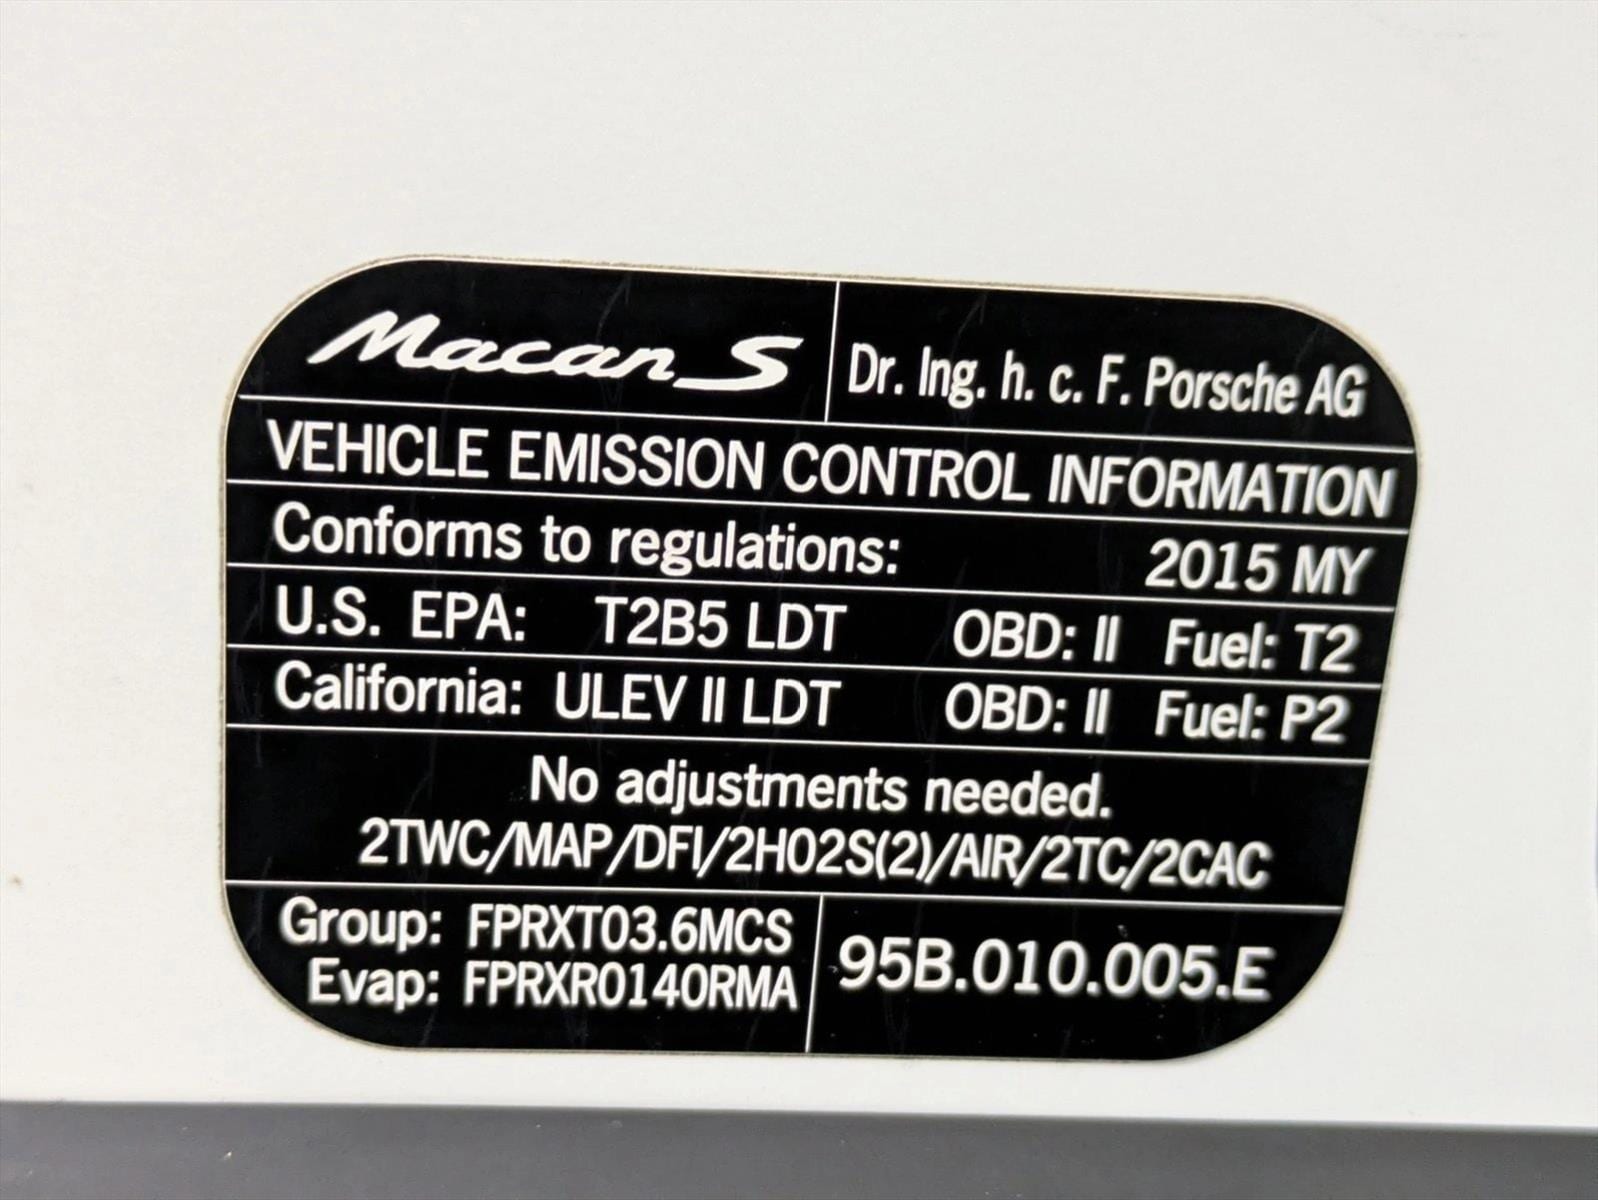 Macan S
Dr. Ing. h. c. F. Porsche AG
VEHICLE EMISSION CONTROL INFORMATION
Conforms to regulations: 2015 MY
U.S. EPA: T2B5 LDT OBD: II Fuel: T2
California: ULEV II LDT OBD: II Fuel: P2
No adjustments needed.
2TWC/MAP/DFI/2HO2S(2)/AIR/2TC/2CAC
Group: FPRXT03.6MCS
Evap: FPRXR0140RMA
95B.010.005.E